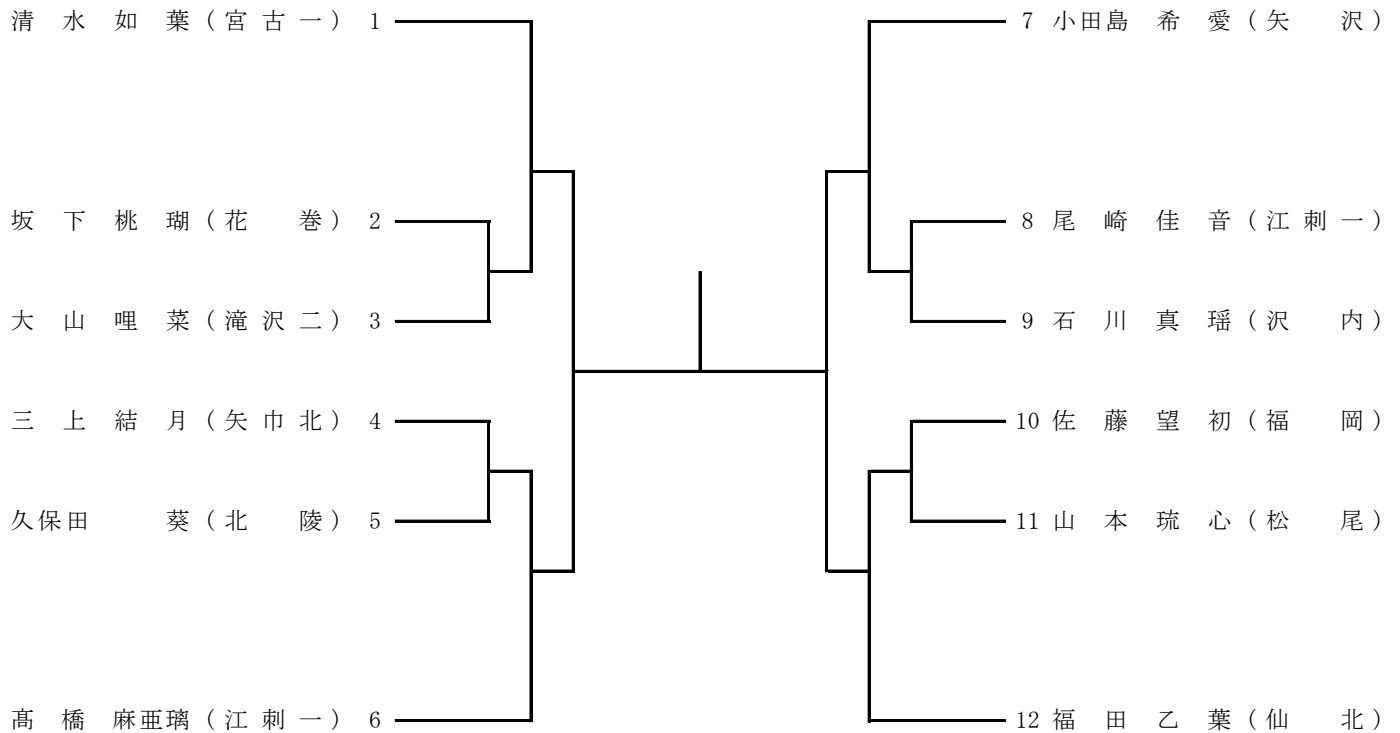 清水如葉（宮古一） 1
坂下桃瑚（花巻） 2
大山哩菜（滝沢二） 3
三上結月（矢巾北） 4
久保田葵（北陵） 5
髙橋麻亜璃（江刺一） 6
7 小田島希愛（矢沢）
8 尾崎佳音（江刺一）
9 石川真瑶（沢内）
10 佐藤望初（福岡）
11 山本琉心（松尾）
12 福田乙葉（仙北）